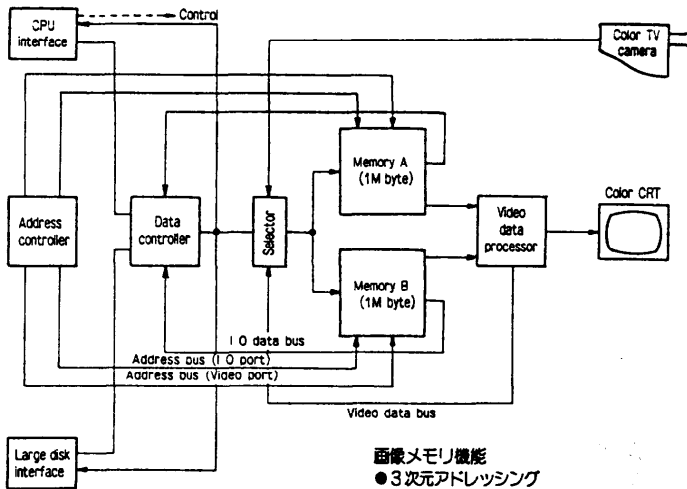 CPU
interface
Control
Color TV
camera
Memory A
(1M byte)
Address
controller
Data
controller
Selector
Video
data
processor
Color CRT
Memory B
(1M byte)
I O data bus
Address bus (I O port)
Address bus (Video port)
Video data bus
Large disk
interface
画像メモリ機能
●3次元アドレッシング